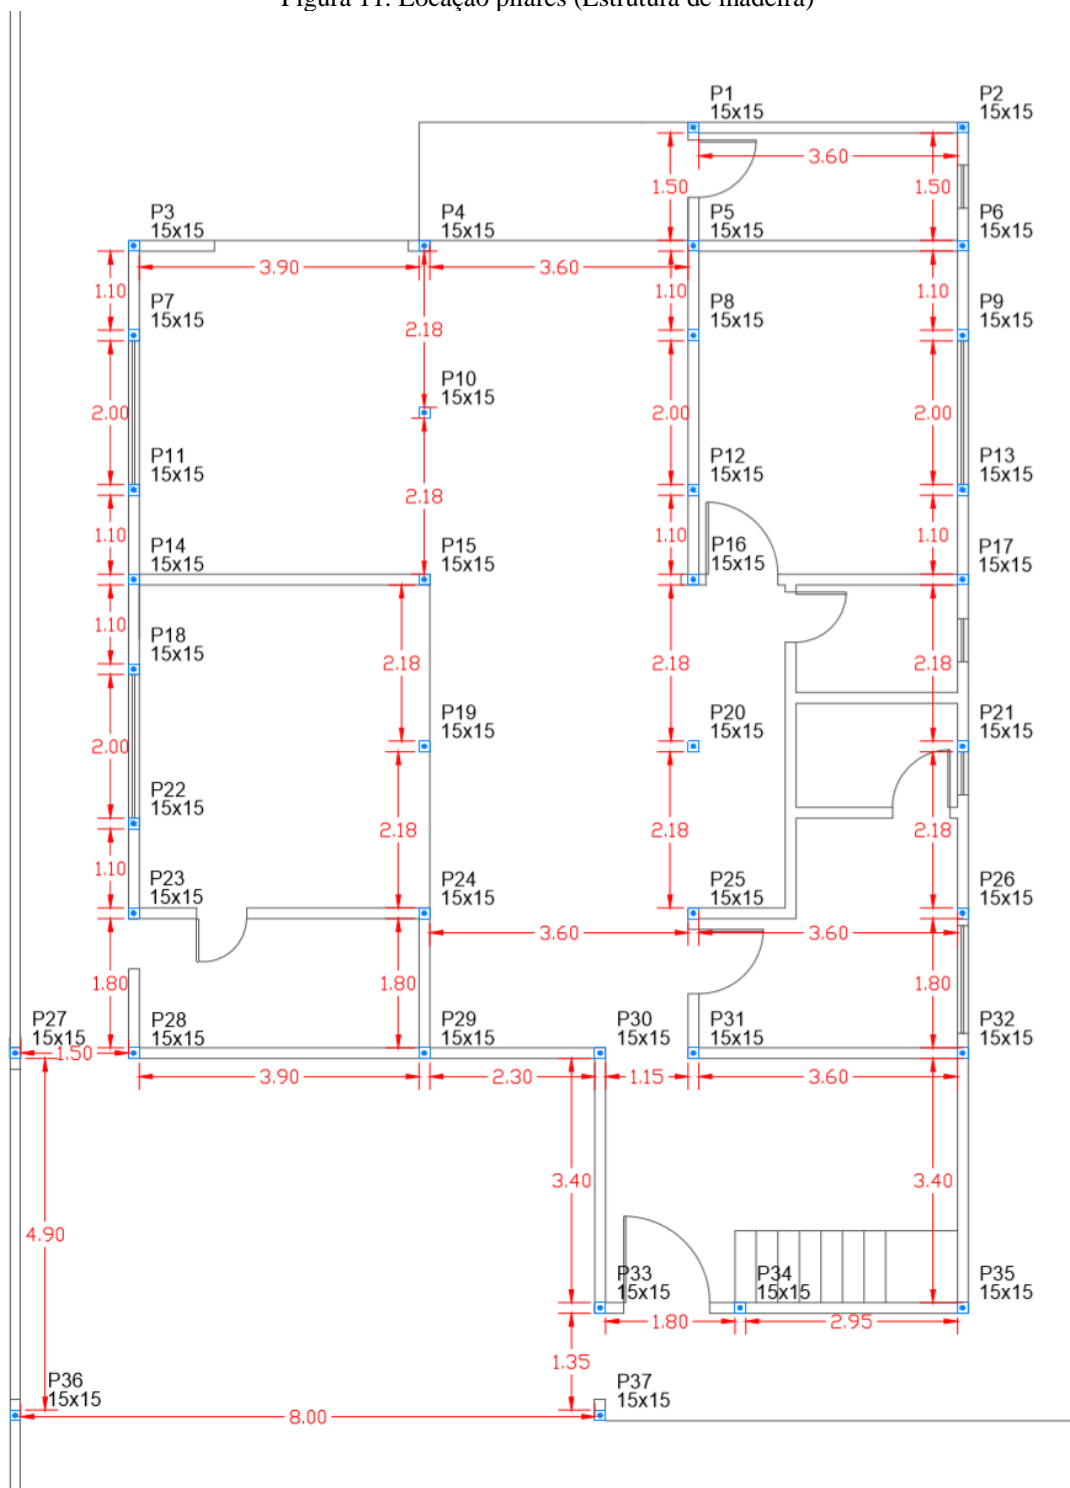 Figura 11: Locação pilares (Estrutura de madeira)
P1
15x15
P2
15x15
3.60
1.50
1.50
P3
15x15
P4
15x15
P5
15x15
P6
15x15
3.90
3.60
1.10
1.10
1.10
P7
15x15
2.18
P8
15x15
P9
15x15
P10
15x15
2.00
2.00
2.00
P11
15x15
P12
15x15
P13
15x15
2.18
1.10
1.10
1.10
P14
15x15
P15
15x15
P16
15x15
P17
15x15
1.10
P18
15x15
2.18
2.18
2.18
P19
15x15
P20
15x15
P21
15x15
2.00
P22
15x15
2.18
2.18
2.18
1.10
P23
15x15
P24
15x15
P25
15x15
P26
15x15
3.60
3.60
1.80
1.80
1.80
P27
15x15
P28
15x15
P29
15x15
P30
15x15
P31
15x15
P32
15x15
1.50
3.90
2.30
1.15
3.60
3.40
3.40
4.90
P33
15x15
P34
15x15
P35
15x15
1.80
2.95
1.35
P36
15x15
P37
15x15
8.00